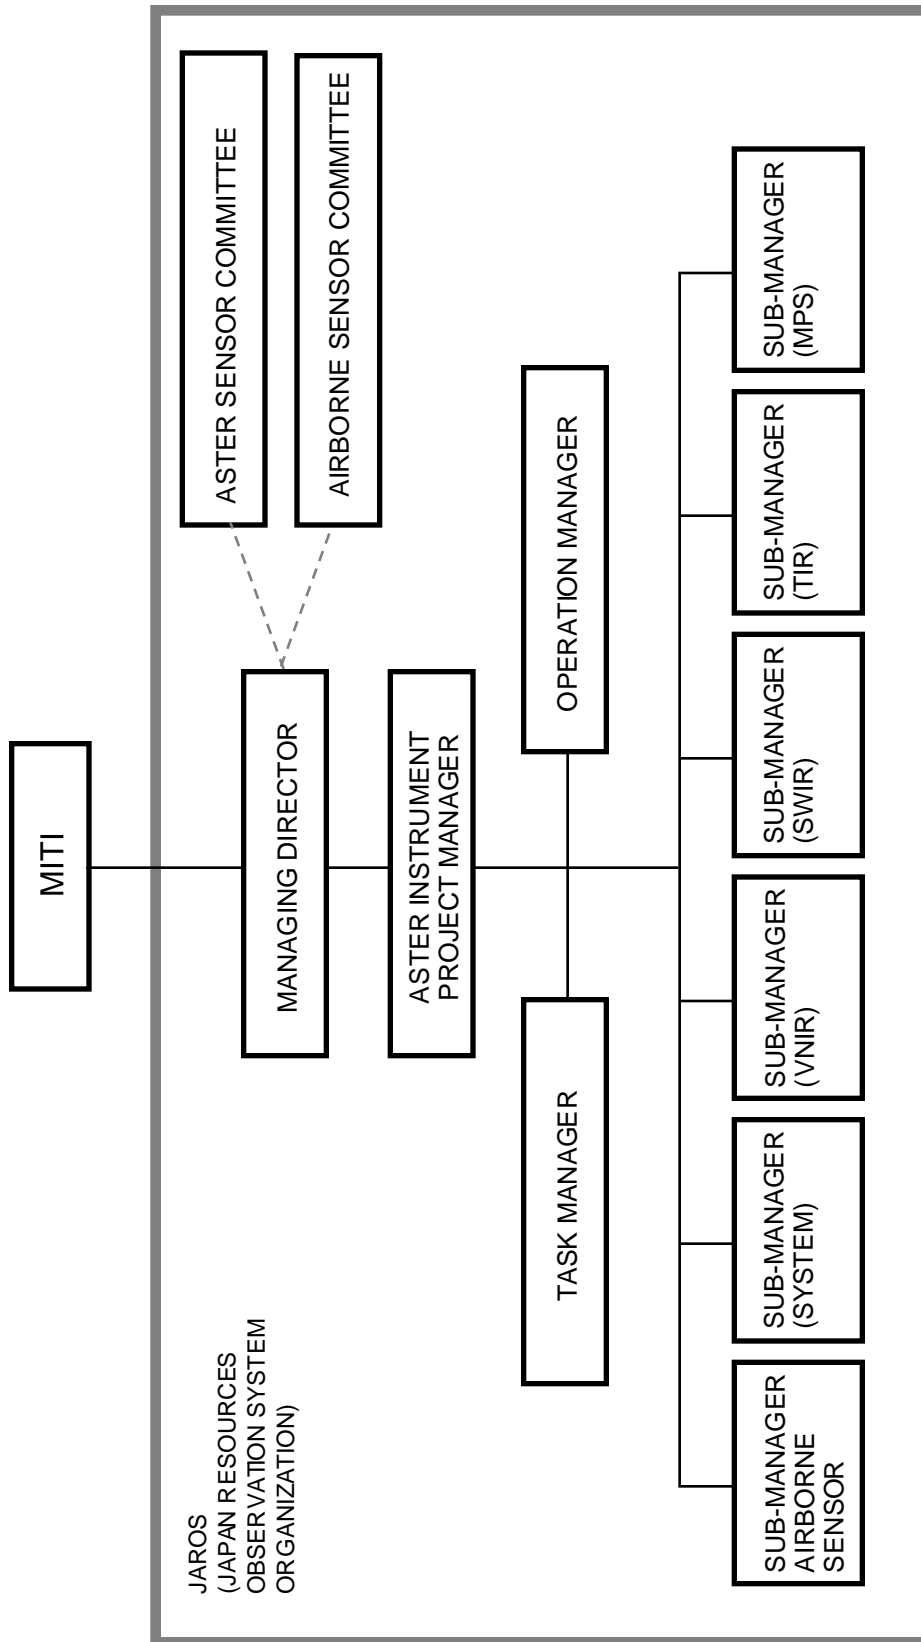 MITI
JAROS
(JAPAN RESOURCES
OBSERVATION SYSTEM
ORGANIZATION)
ASTER SENSOR COMMITTEE
AIRBORNE SENSOR COMMITTEE
MANAGING DIRECTOR
ASTER INSTRUMENT
PROJECT MANAGER
TASK MANAGER
OPERATION MANAGER
SUB-MANAGER
AIRBORNE
SENSOR
SUB-MANAGER
(SYSTEM)
SUB-MANAGER
(VNIR)
SUB-MANAGER
(SWIR)
SUB-MANAGER
(TIR)
SUB-MANAGER
(MPS)